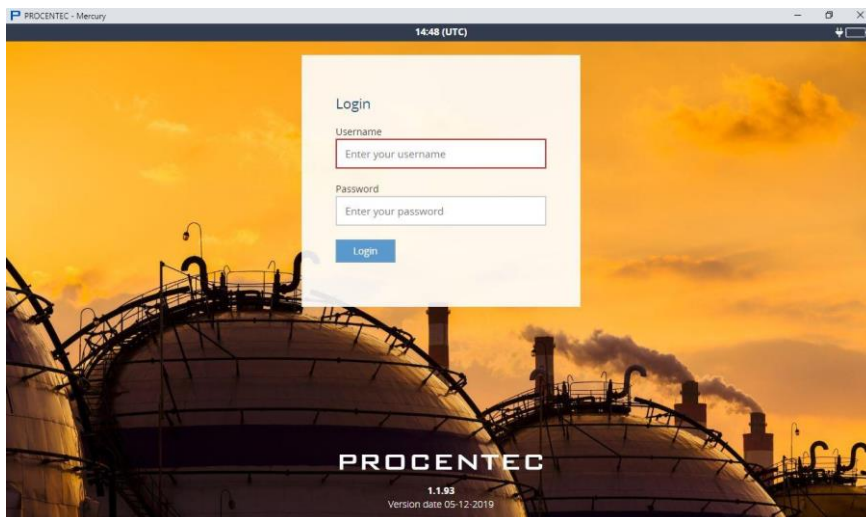 PROCENTEC - Mercury
14:48 (UTC)
Login
Username
Enter your username
Password
Enter your password
Login
PROCENTEC
1.1.93
Version date 05-12-2019